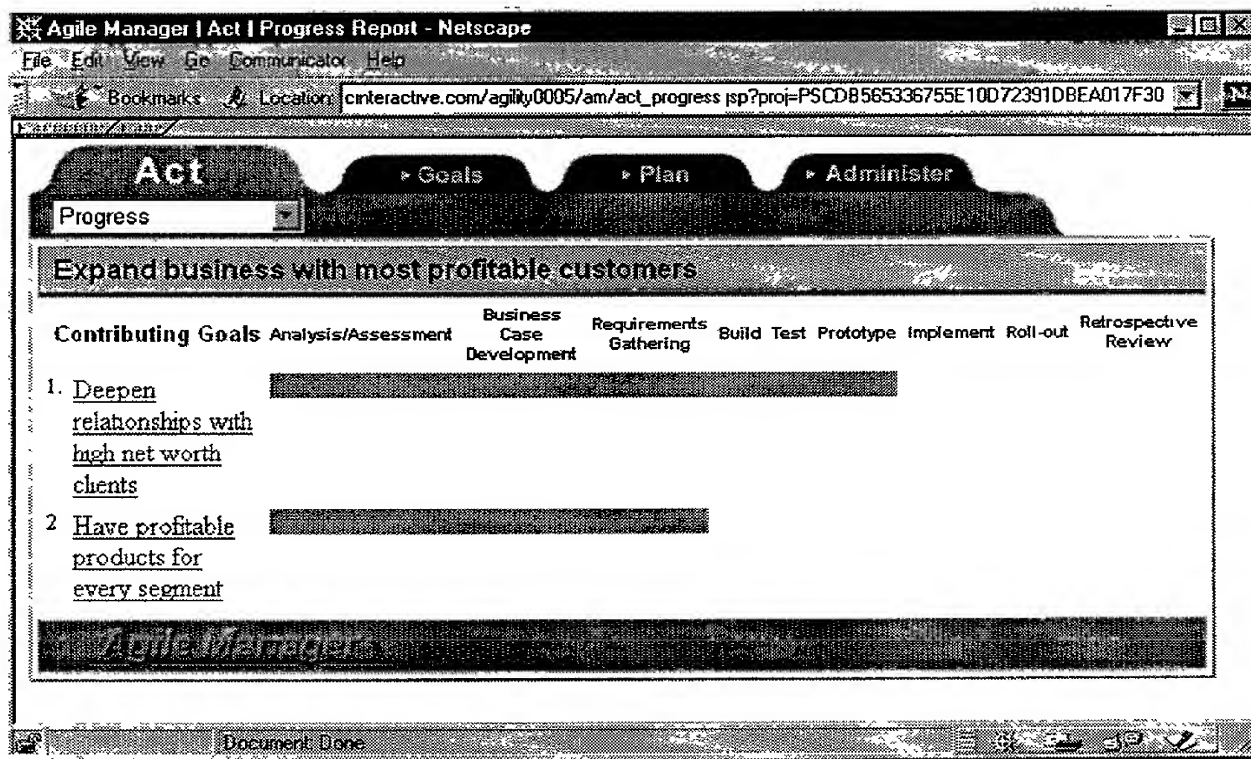 Agile Manager | Act | Progress Report - Netscape
File Edit View Go Communicator Help
Bookmarks Location: cinteractive.com/agility0005/am/act_progress jsp?proj=PSCDB565336755E10D72391DBEA017F30
Act Goals Plan Administer
Progress
Expand business with most profitable customers
Contributing Goals Analysis/Assessment Business Case Development Requirements Gathering Build Test Prototype Implement Roll-out Retrospective Review
1. Deepen
relationships with
high net worth
clients
2 Have profitable
products for
every segment
Agile Manager
Document: Done